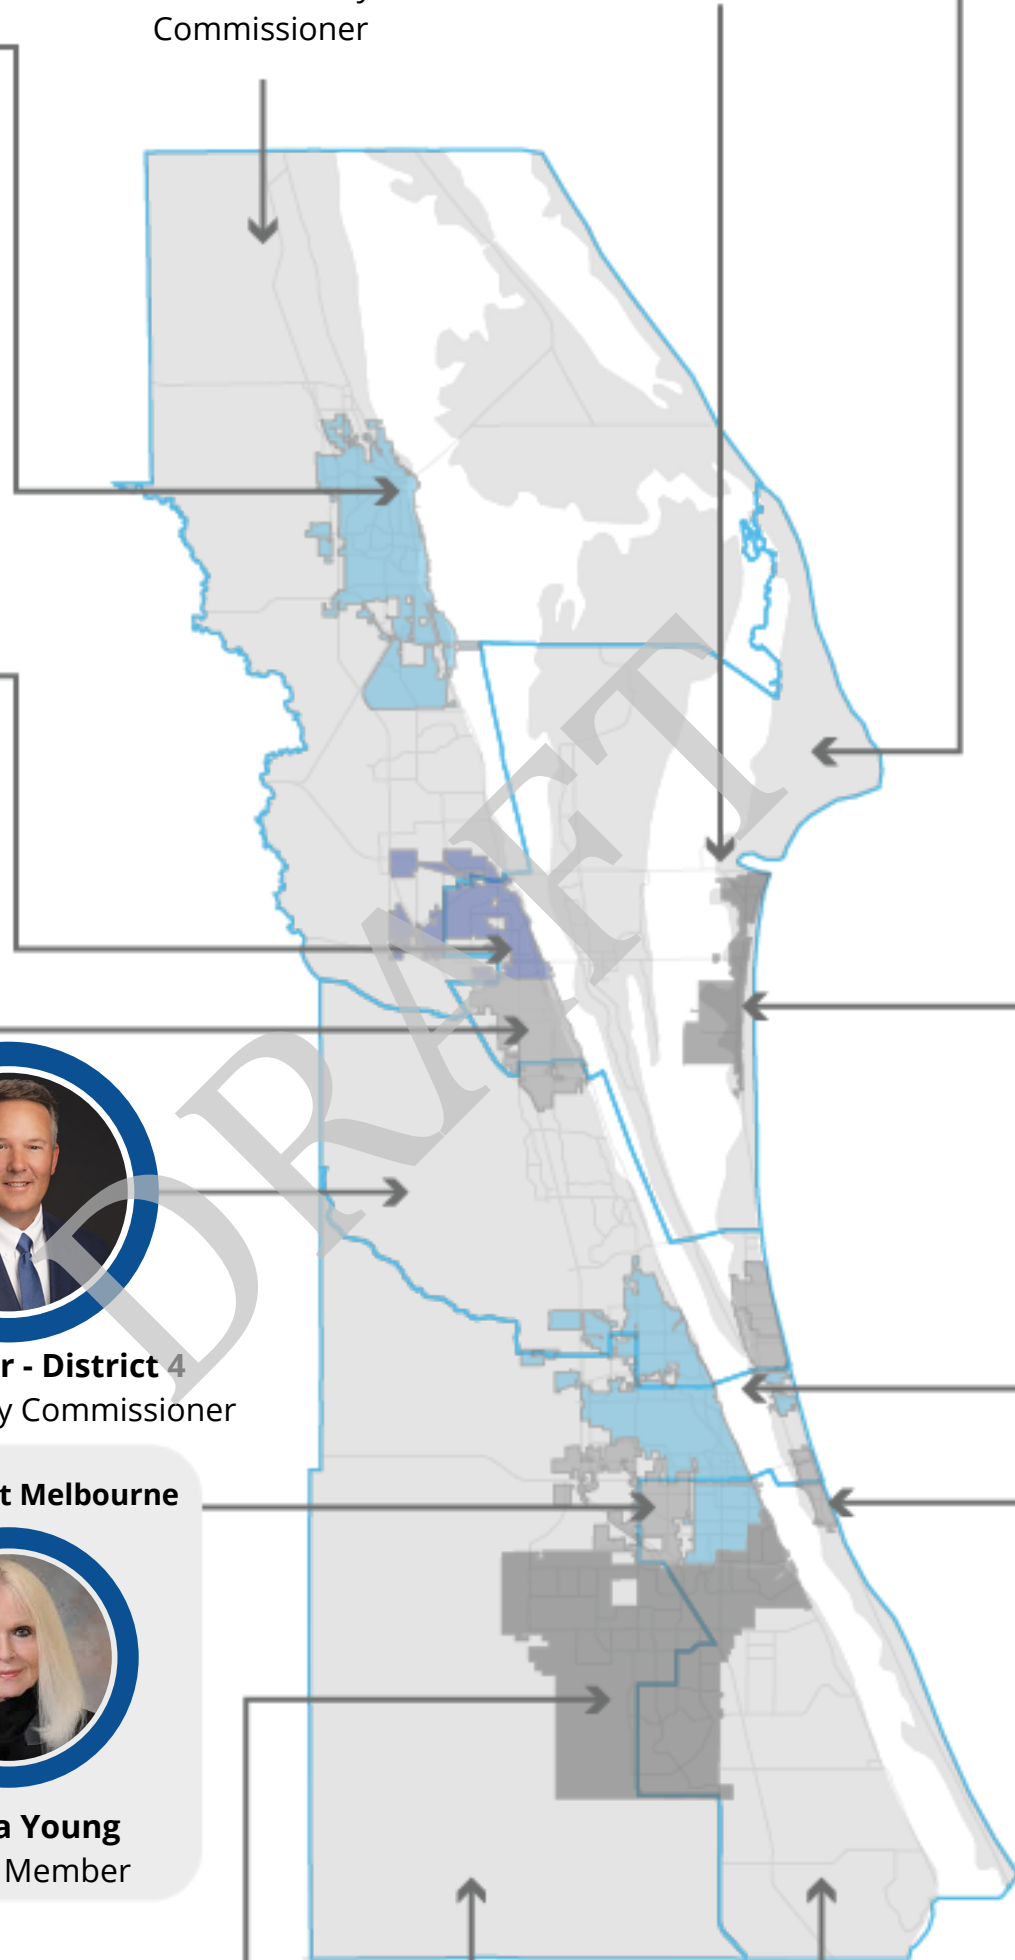 Commissioner
DRAFT
r - District 4
y Commissioner
t Melbourne
a Young
Member